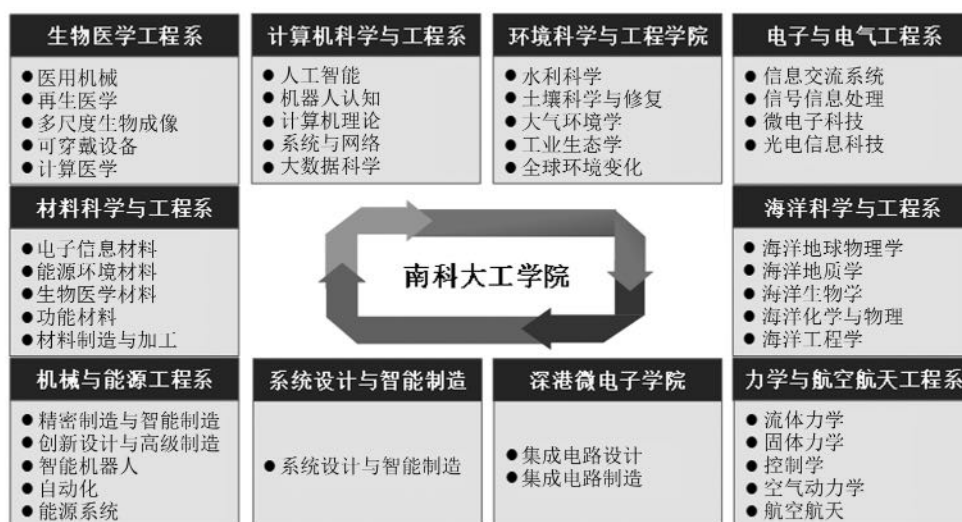 生物医学工程系
●医用机械
●再生医学
●多尺度生物成像
●可穿戴设备
●计算医学
计算机科学与工程系
●人工智能
●机器人认知
●计算机理论
●系统与网络
●大数据科学
环境科学与工程学院
●水利科学
●土壤科学与修复
●大气环境学
●工业生态学
●全球环境变化
电子与电气工程系
●信息交流系统
●信号信息处理
●微电子科技
●光电信息科技
材料科学与工程系
●电子信息材料
●能源环境材料
●生物医学材料
●功能材料
●材料制造与加工
南科大工学院
海洋科学与工程系
●海洋地球物理学
●海洋地质学
●海洋生物学
●海洋化学与物理
●海洋工程学
机械与能源工程系
●精密制造与智能制造
●创新设计与高级制造
●智能机器人
●自动化
●能源系统
系统设计与智能制造
●系统设计与智能制造
深港微电子学院
●集成电路设计
●集成电路制造
力学与航空航天工程系
●流体力学
●固体力学
●控制学
●空气动力学
●航空航天